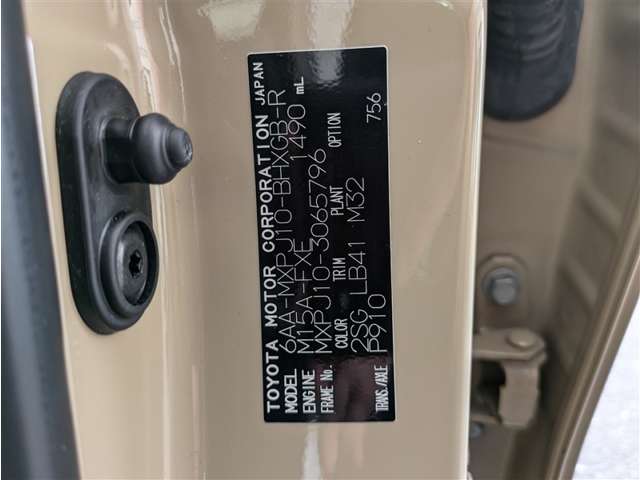 TOYOTA MOTOR CORPORATION JAPAN
MODEL 6AA-MXPJ10-BHXGB-R
ENGINE M15A-FXE 1490 mL
FRAME No. MXPJ10-3065796
COLOR TRIM PLANT OPTION
2SG LB41 M32 756
TRANS./AXLE P910